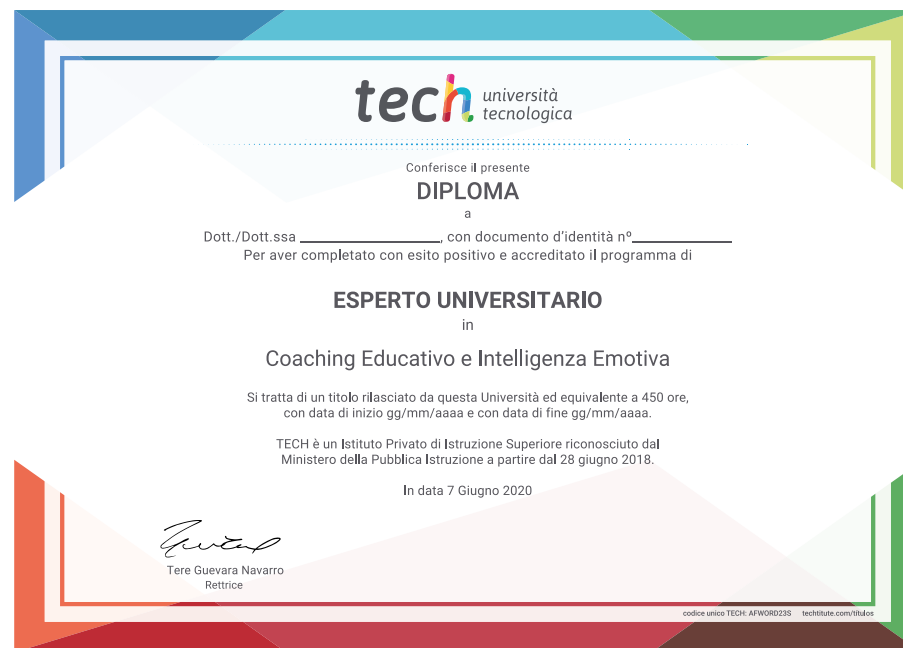 tech università
tecnologica
Conferisce il presente
DIPLOMA
a
Dott./Dott.ssa ____________________, con documento d'identità nº______________
Per aver completato con esito positivo e accreditato il programma di
ESPERTO UNIVERSITARIO
in
Coaching Educativo e Intelligenza Emotiva
Si tratta di un titolo rilasciato da questa Università ed equivalente a 450 ore,
con data di inizio gg/mm/aaaa e con data di fine gg/mm/aaaa.
TECH è un Istituto Privato di Istruzione Superiore riconosciuto dal
Ministero della Pubblica Istruzione a partire dal 28 giugno 2018.
In data 7 Giugno 2020
Tere Guevara Navarro
Rettrice
codice unico TECH: AFWORD23S techtitute.com/titulos